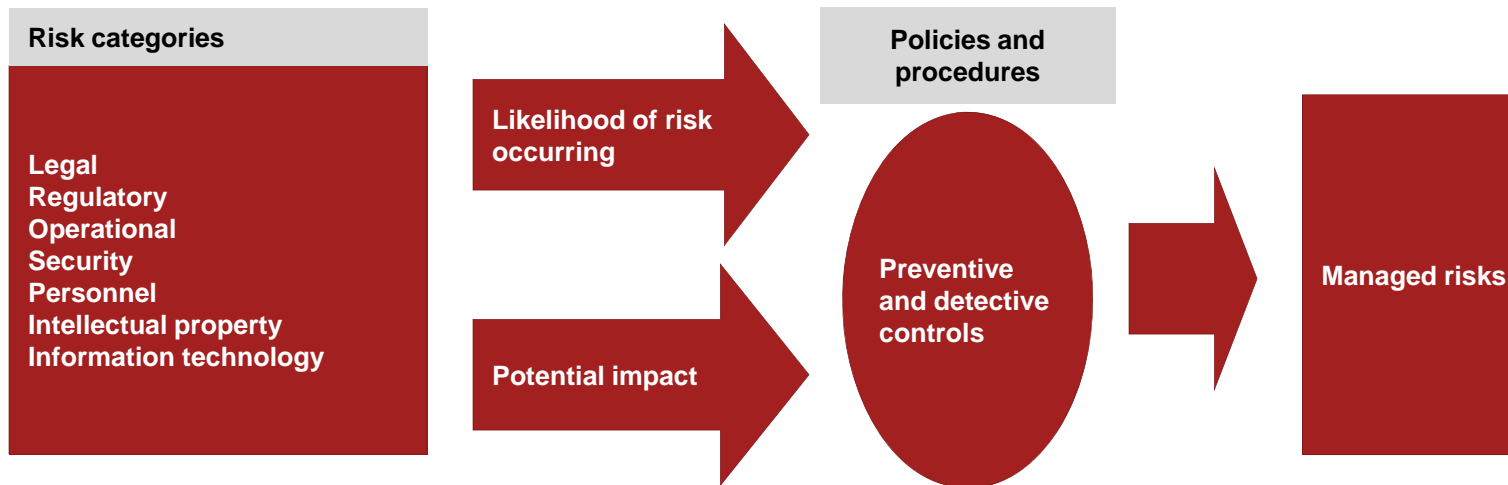 Risk categories
Legal
Regulatory
Operational
Security
Personnel
Intellectual property
Information technology
Likelihood of risk
occurring
Potential impact
Policies and
procedures
Preventive
and detective
controls
Managed risks